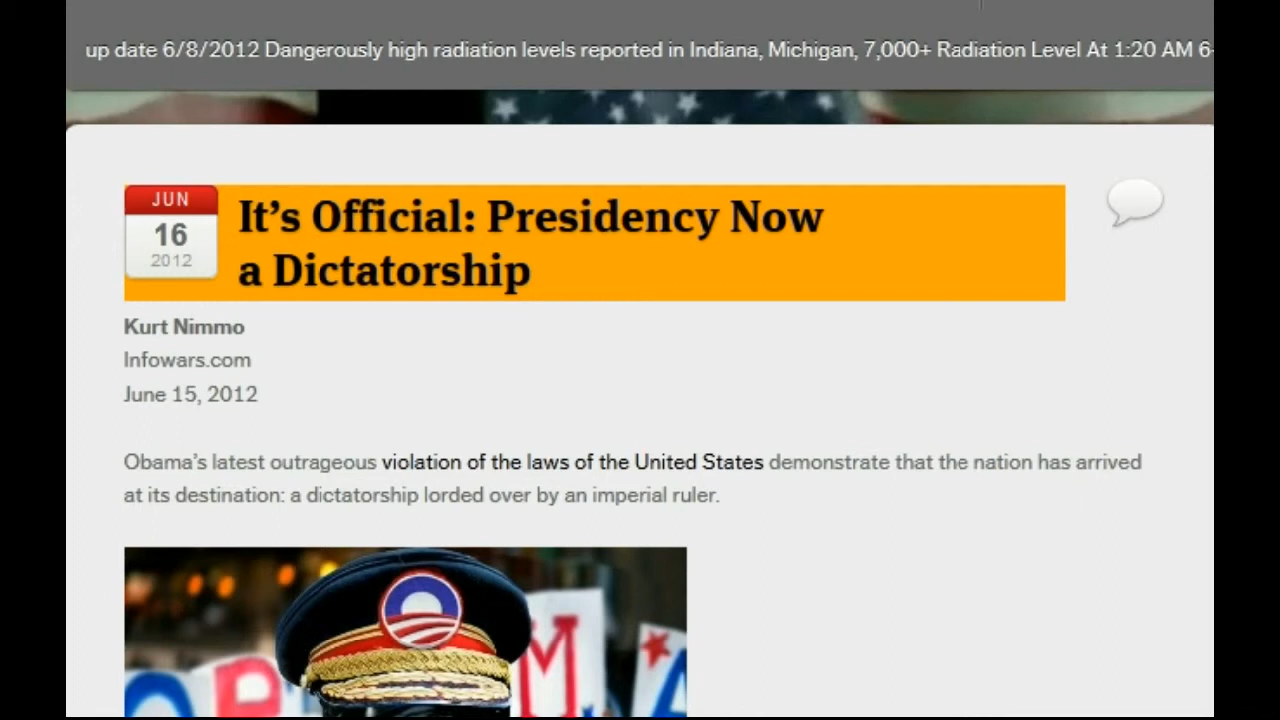 up date 6/8/2012 Dangerously high radiation levels reported in Indiana, Michigan, 7,000+ Radiation Level At 1:20 AM 6-
JUN
16
2012
It’s Official: Presidency Now
a Dictatorship
Kurt Nimmo
Infowars.com
June 15, 2012
Obama’s latest outrageous violation of the laws of the United States demonstrate that the nation has arrived
at its destination: a dictatorship lorded over by an imperial ruler.